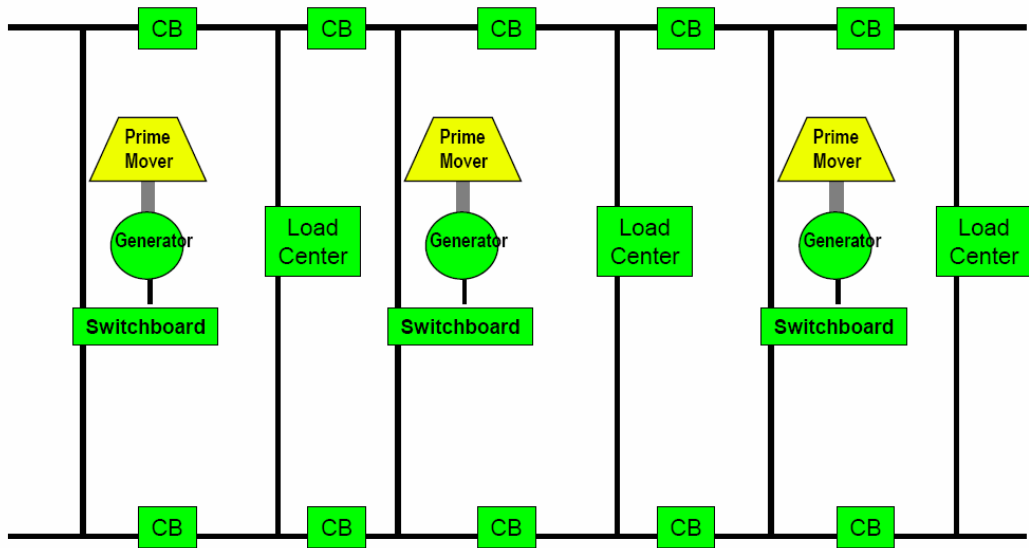 CB
CB
CB
CB
CB
Prime
Mover
Prime
Mover
Prime
Mover
Generator
Load
Center
Generator
Load
Center
Generator
Load
Center
Switchboard
Switchboard
Switchboard
CB
CB
CB
CB
CB